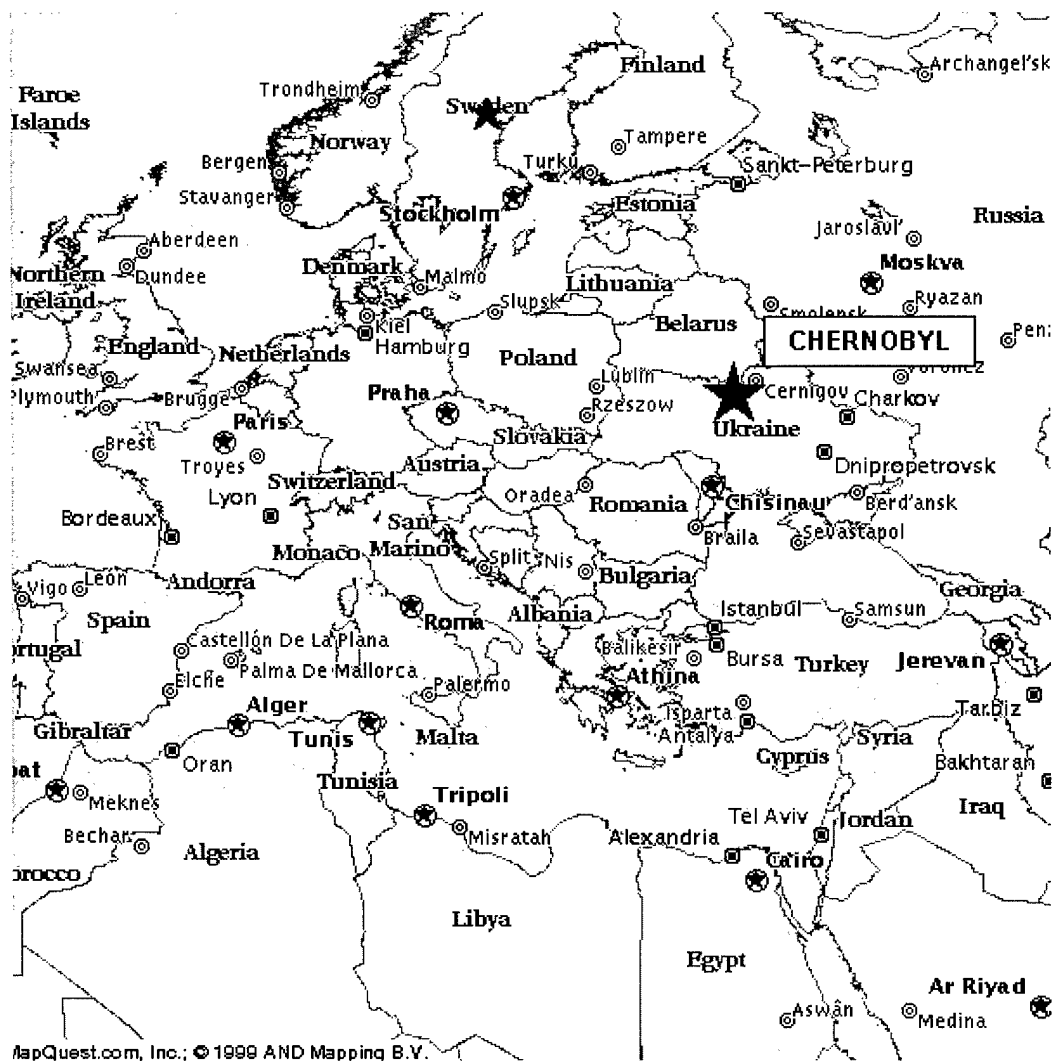 Finland
Archangel'sk
Faroe
Islands
Trondheim
Sweden
Norway
Tampere
Bergen
Turku
Sankt-Peterburg
Stavanger
Stockholm
Estonia
Russia
Jaroslavl'
Aberdeen
Northern
Ireland
Dundee
Denmark
Malmo
Lithuania
Moskva
Slupsk
Smolensk
Ryazan
Kiel
Hamburg
Belarus
CHERNOBYL
England
Netherlands
Poland
Swansea
Plymouth
Brugge
Praha
Lublin
Cernigov
Rzeszow
Charkov
Paris
Slovakia
Ukraine
Brest
Troyes
Austria
Switzerland
Lyon
Oradea
Romania
Chisinau
Dnipropetrovsk
Berd'ansk
Bordeaux
San
Marino
Monaco
Braila
Sevastapol
Split
Nis
Bulgaria
Andorra
Vigo
Leon
Georgia
Spain
Roma
Albania
Istanbul
Samsun
ortugal
Castellón De La Plana
Palma De Mallorca
Balikesir
Bursa
Turkey
Jerevan
Elche
Palermo
Athina
Isparta
Antalya
Tarbiz
Gibraltar
Alger
Tunis
Malta
Oran
Cyprus
Syria
Bakhtaran
bat
Meknes
Tunisia
Tripoli
Tel Aviv
Jordan
Iraq
Bechar
Misratah
Alexandria
Cairo
orocco
Algeria
Libya
Egypt
Ar Riyad
Aswân
Medina
MapQuest.com, Inc.; © 1999 AND Mapping B.V.